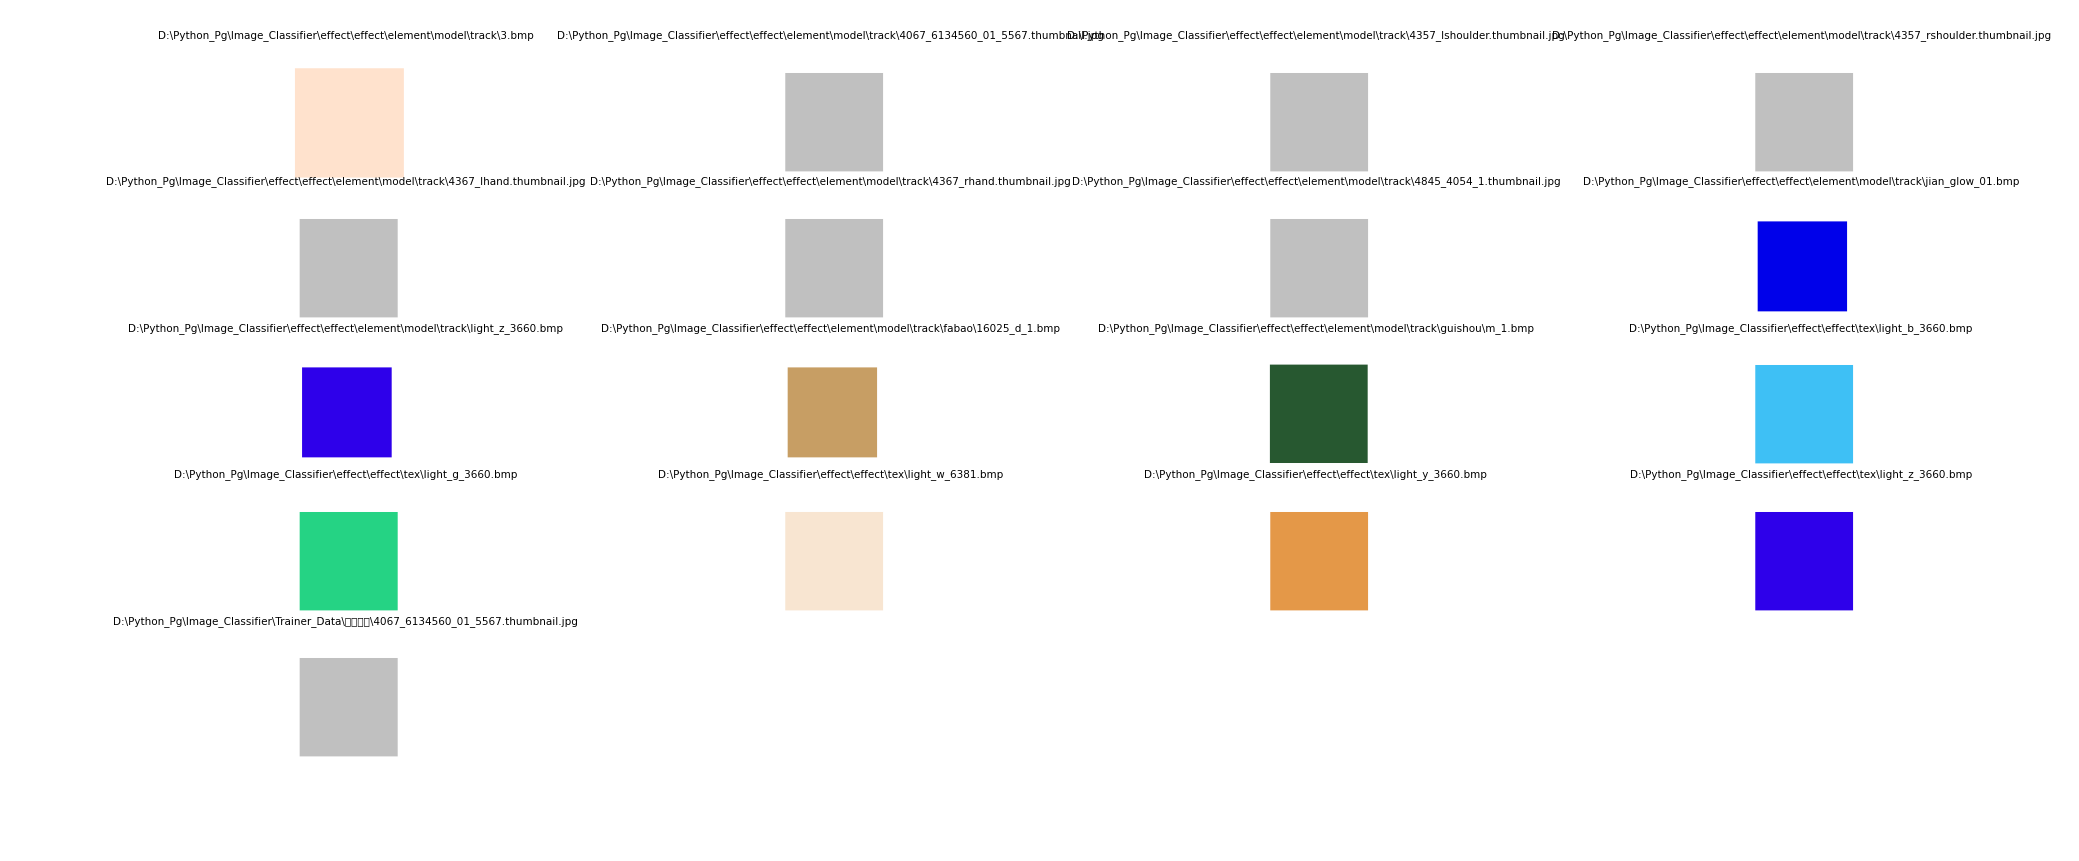 D:\Python_Pg\Image_Classifier\effect\effect\element\model\track\3.bmp
D:\Python_Pg\Image_Classifier\effect\effect\element\model\track\4067_6134560_01_5567.thumbnail.jpg
D:\Python_Pg\Image_Classifier\effect\effect\element\model\track\4357_lshoulder.thumbnail.jpg
D:\Python_Pg\Image_Classifier\effect\effect\element\model\track\4357_rshoulder.thumbnail.jpg
D:\Python_Pg\Image_Classifier\effect\effect\element\model\track\4367_lhand.thumbnail.jpg
D:\Python_Pg\Image_Classifier\effect\effect\element\model\track\4367_rhand.thumbnail.jpg
D:\Python_Pg\Image_Classifier\effect\effect\element\model\track\4845_4054_1.thumbnail.jpg
D:\Python_Pg\Image_Classifier\effect\effect\element\model\track\jian_glow_01.bmp
D:\Python_Pg\Image_Classifier\effect\effect\element\model\track\light_z_3660.bmp
D:\Python_Pg\Image_Classifier\effect\effect\element\model\track\fabao\16025_d_1.bmp
D:\Python_Pg\Image_Classifier\effect\effect\element\model\track\guishou\m_1.bmp
D:\Python_Pg\Image_Classifier\effect\effect\tex\light_b_3660.bmp
D:\Python_Pg\Image_Classifier\effect\effect\tex\light_g_3660.bmp
D:\Python_Pg\Image_Classifier\effect\effect\tex\light_w_6381.bmp
D:\Python_Pg\Image_Classifier\effect\effect\tex\light_y_3660.bmp
D:\Python_Pg\Image_Classifier\effect\effect\tex\light_z_3660.bmp
D:\Python_Pg\Image_Classifier\Trainer_Data\□□□□\4067_6134560_01_5567.thumbnail.jpg